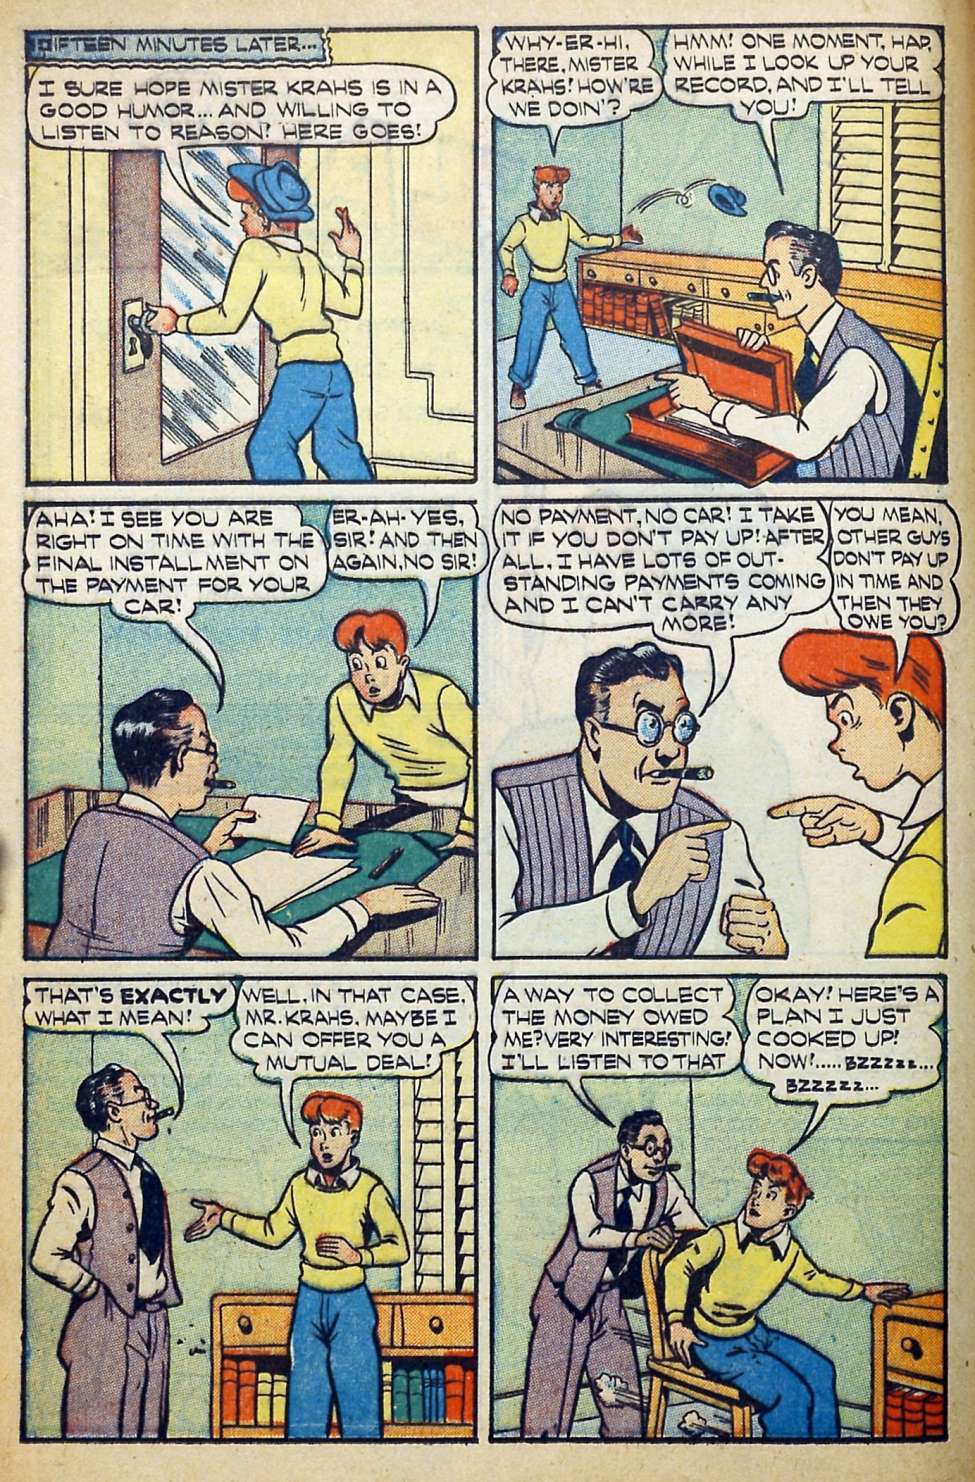 FIFTEEN MINUTES LATER...
I SURE HOPE MISTER KRAHS IS IN A
GOOD HUMOR... AND WILLING TO
LISTEN TO REASON! HERE GOES!
WHY-ER-HI,
THERE, MISTER
KRAHS! HOW'RE
WE DOIN'?
HMM! ONE MOMENT, HAP,
WHILE I LOOK UP YOUR
RECORD, AND I'LL TELL
YOU!
AHA! I SEE YOU ARE
RIGHT ON TIME WITH THE
FINAL INSTALLMENT ON
THE PAYMENT FOR YOUR
CAR!
ER-AH-YES,
SIR! AND THEN
AGAIN, NO SIR!
NO PAYMENT, NO CAR! I TAKE
IT IF YOU DON'T PAY UP! AFTER
ALL, I HAVE LOTS OF OUT-
STANDING PAYMENTS COMING
AND I CAN'T CARRY ANY
MORE!
YOU MEAN,
OTHER GUYS
DON'T PAY UP
IN TIME AND
THEN THEY
OWE YOU?
THAT'S EXACTLY
WHAT I MEAN!
WELL, IN THAT CASE,
MR. KRAHS, MAYBE I
CAN OFFER YOU A
MUTUAL DEAL!
A WAY TO COLLECT
THE MONEY OWED
ME? VERY INTERESTING!
I'LL LISTEN TO THAT
OKAY! HERE'S A
PLAN I JUST
COOKED UP!
NOW!.....BZZZZZ...
BZZZZZ...